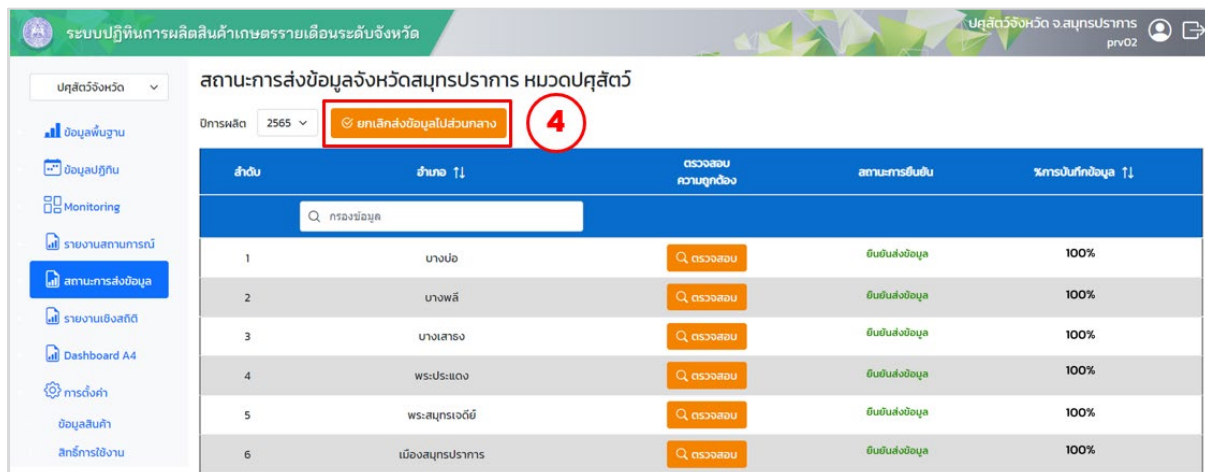 ระบบปฏิทินการผลิตสินค้าเกษตรรายเดือนระดับจังหวัด
ปศุสัตว์จังหวัด จ.สมุทรปราการ
prv02
ปศุสัตว์จังหวัด
สถานะการส่งข้อมูลจังหวัดสมุทรปราการ หมวดปศุสัตว์
ปีการผลิต 2565 ยกเลิกส่งข้อมูลไปส่วนกลาง 4
ข้อมูลพื้นฐาน
ข้อมูลปฏิทิน
Monitoring
รายงานสถานการณ์
สถานะการส่งข้อมูล
รายงานเชิงสถิติ
Dashboard A4
การตั้งค่า
ข้อมูลสินค้า
สิทธิ์การใช้งาน
ลำดับ อำเภอ ตรวจสอบความถูกต้อง สถานะการยืนยัน %การบันทึกข้อมูล
กรองข้อมูล
1 บางบ่อ ตรวจสอบ ยืนยันส่งข้อมูล 100%
2 บางพลี ตรวจสอบ ยืนยันส่งข้อมูล 100%
3 บางเสาธง ตรวจสอบ ยืนยันส่งข้อมูล 100%
4 พระประแดง ตรวจสอบ ยืนยันส่งข้อมูล 100%
5 พระสมุทรเจดีย์ ตรวจสอบ ยืนยันส่งข้อมูล 100%
6 เมืองสมุทรปราการ ตรวจสอบ ยืนยันส่งข้อมูล 100%